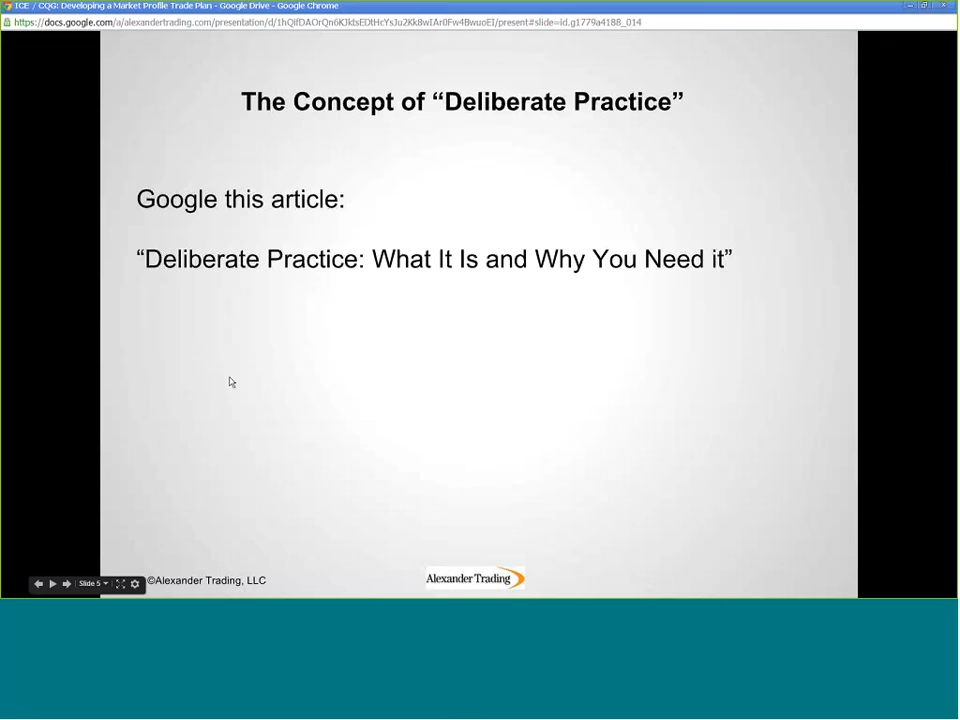 ICE / CQG: Developing a Market Profile Trade Plan - Google Drive - Google Chrome
The Concept of “Deliberate Practice”
Google this article:
“Deliberate Practice: What It Is and Why You Need it”
Slide 5
©Alexander Trading, LLC
Alexander Trading